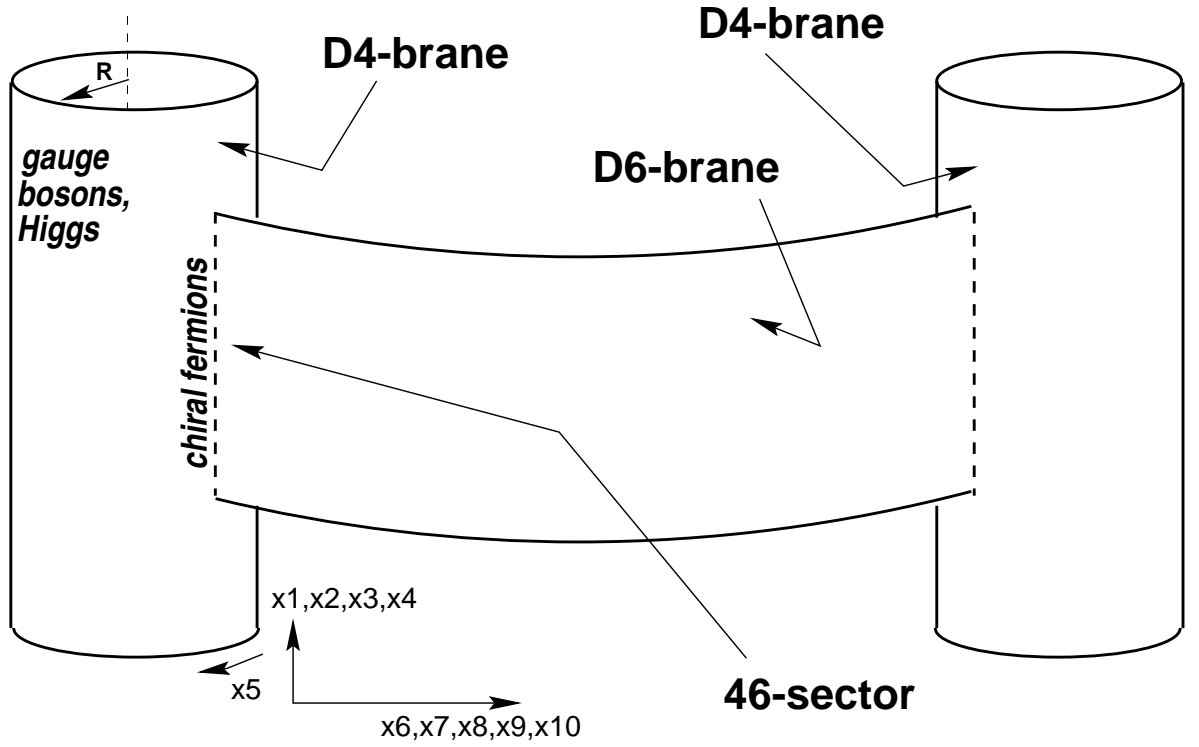 D4-brane
D4-brane
R
gauge
bosons,
Higgs
D6-brane
chiral fermions
x1,x2,x3,x4
x5
x6,x7,x8,x9,x10
46-sector